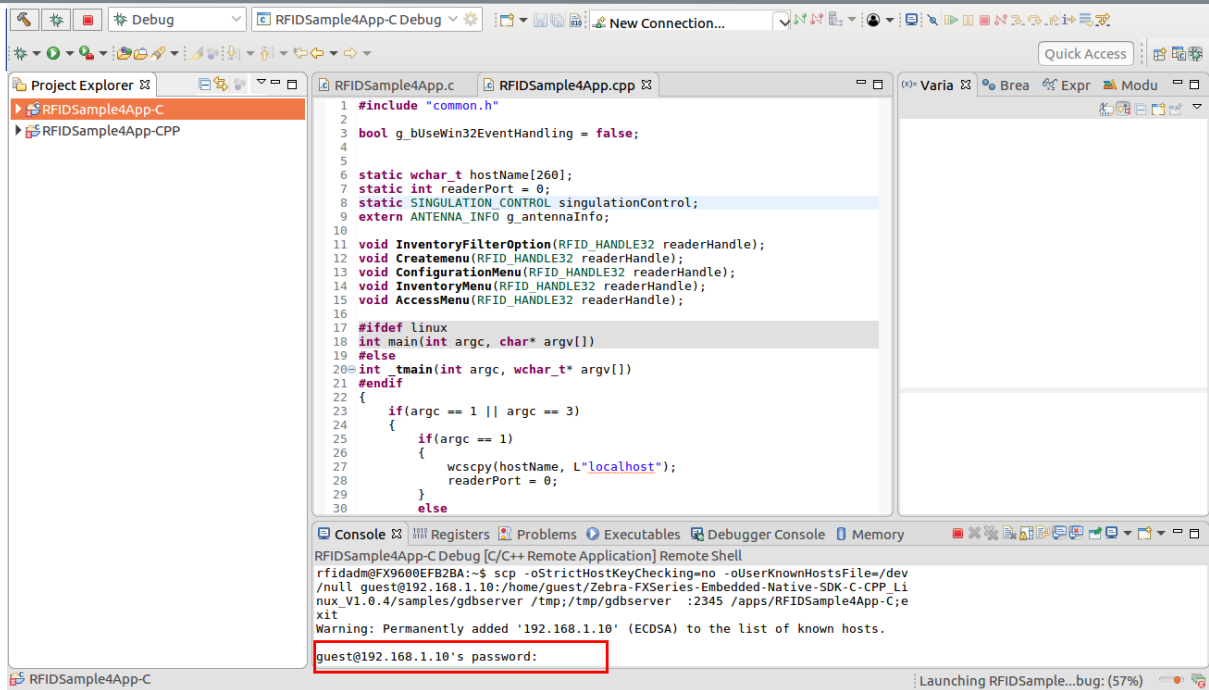 Debug
RFIDSample4App-C Debug
New Connection...
Quick Access
Project Explorer
RFIDSample4App-C
RFIDSample4App-CPP
RFIDSample4App.c
RFIDSample4App.cpp
1 #include "common.h"
2
3 bool g_bUseWin32EventHandling = false;
4
5
6 static wchar_t hostName[260];
7 static int readerPort = 0;
8 static SINGULATION_CONTROL singulationControl;
9 extern ANTENNA_INFO g_antennaInfo;
10
11 void InventoryFilterOption(RFID_HANDLE32 readerHandle);
12 void Createmenu(RFID_HANDLE32 readerHandle);
13 void ConfigurationMenu(RFID_HANDLE32 readerHandle);
14 void InventoryMenu(RFID_HANDLE32 readerHandle);
15 void AccessMenu(RFID_HANDLE32 readerHandle);
16
17 #ifdef linux
18 int main(int argc, char* argv[])
19 #else
20 int _tmain(int argc, wchar_t* argv[])
21 #endif
22 {
23 if(argc == 1 || argc == 3)
24 {
25 if(argc == 1)
26 {
27 wcscpy(hostName, L"localhost");
28 readerPort = 0;
29 }
30 else
(x)= Varia
Brea
Expr
Modu
Console
Registers
Problems
Executables
Debugger Console
Memory
RFIDSample4App-C Debug [C/C++ Remote Application] Remote Shell
rfidadm@FX9600EFB2BA:~$ scp -oStrictHostKeyChecking=no -oUserKnownHostsFile=/dev
/null guest@192.168.1.10:/home/guest/Zebra-FXSeries-Embedded-Native-SDK-C-CPP_Li
nux_V1.0.4/samples/gdbserver /tmp;/tmp/gdbserver  :2345 /apps/RFIDSample4App-C;e
xit
Warning: Permanently added '192.168.1.10' (ECDSA) to the list of known hosts.
guest@192.168.1.10's password:
RFIDSample4App-C
Launching RFIDSample...bug: (57%)